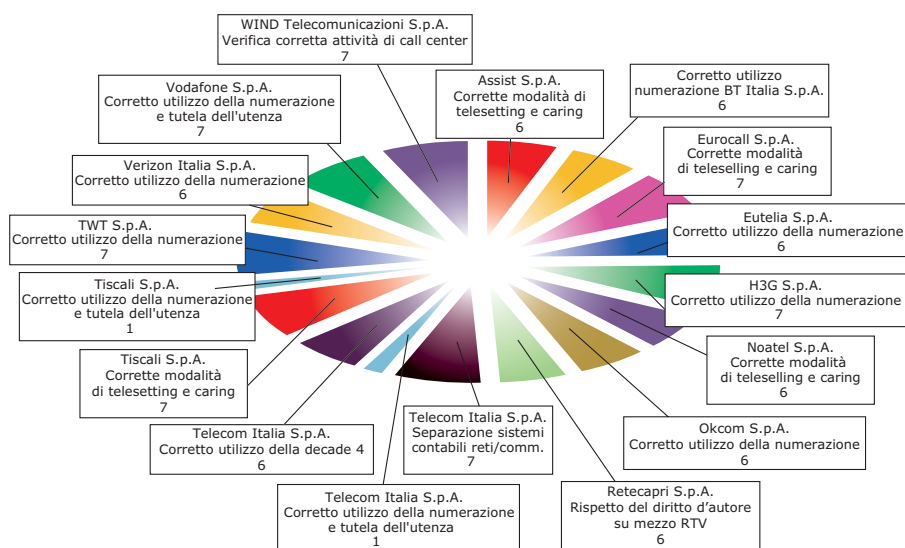 WIND Telecomunicazioni S.p.A.
Verifica corretta attività di call center
7
Assist S.p.A.
Corrette modalità di
telesetting e caring
6
Corretto utilizzo
numerazione BT Italia S.p.A.
6
Vodafone S.p.A.
Corretto utilizzo della numerazione
e tutela dell'utenza
7
Eurocall S.p.A.
Corrette modalità
di teleselling e caring
7
Verizon Italia S.p.A.
Corretto utilizzo della numerazione
6
Eutelia S.p.A.
Corretto utilizzo della numerazione
6
TWT S.p.A.
Corretto utilizzo della numerazione
7
H3G S.p.A.
Corretto utilizzo della numerazione
7
Tiscali S.p.A.
Corretto utilizzo della numerazione
e tutela dell'utenza
1
Noatel S.p.A.
Corrette modalità
di teleselling e caring
6
Tiscali S.p.A.
Corrette modalità
di telesetting e caring
7
Telecom Italia S.p.A.
Corretto utilizzo della decade 4
6
Telecom Italia S.p.A.
Separazione sistemi
contabili reti/comm.
7
Okcom S.p.A.
Corretto utilizzo della numerazione
6
Telecom Italia S.p.A.
Corretto utilizzo della numerazione
e tutela dell'utenza
1
Retecapri S.p.A.
Rispetto del diritto d’autore
su mezzo RTV
6